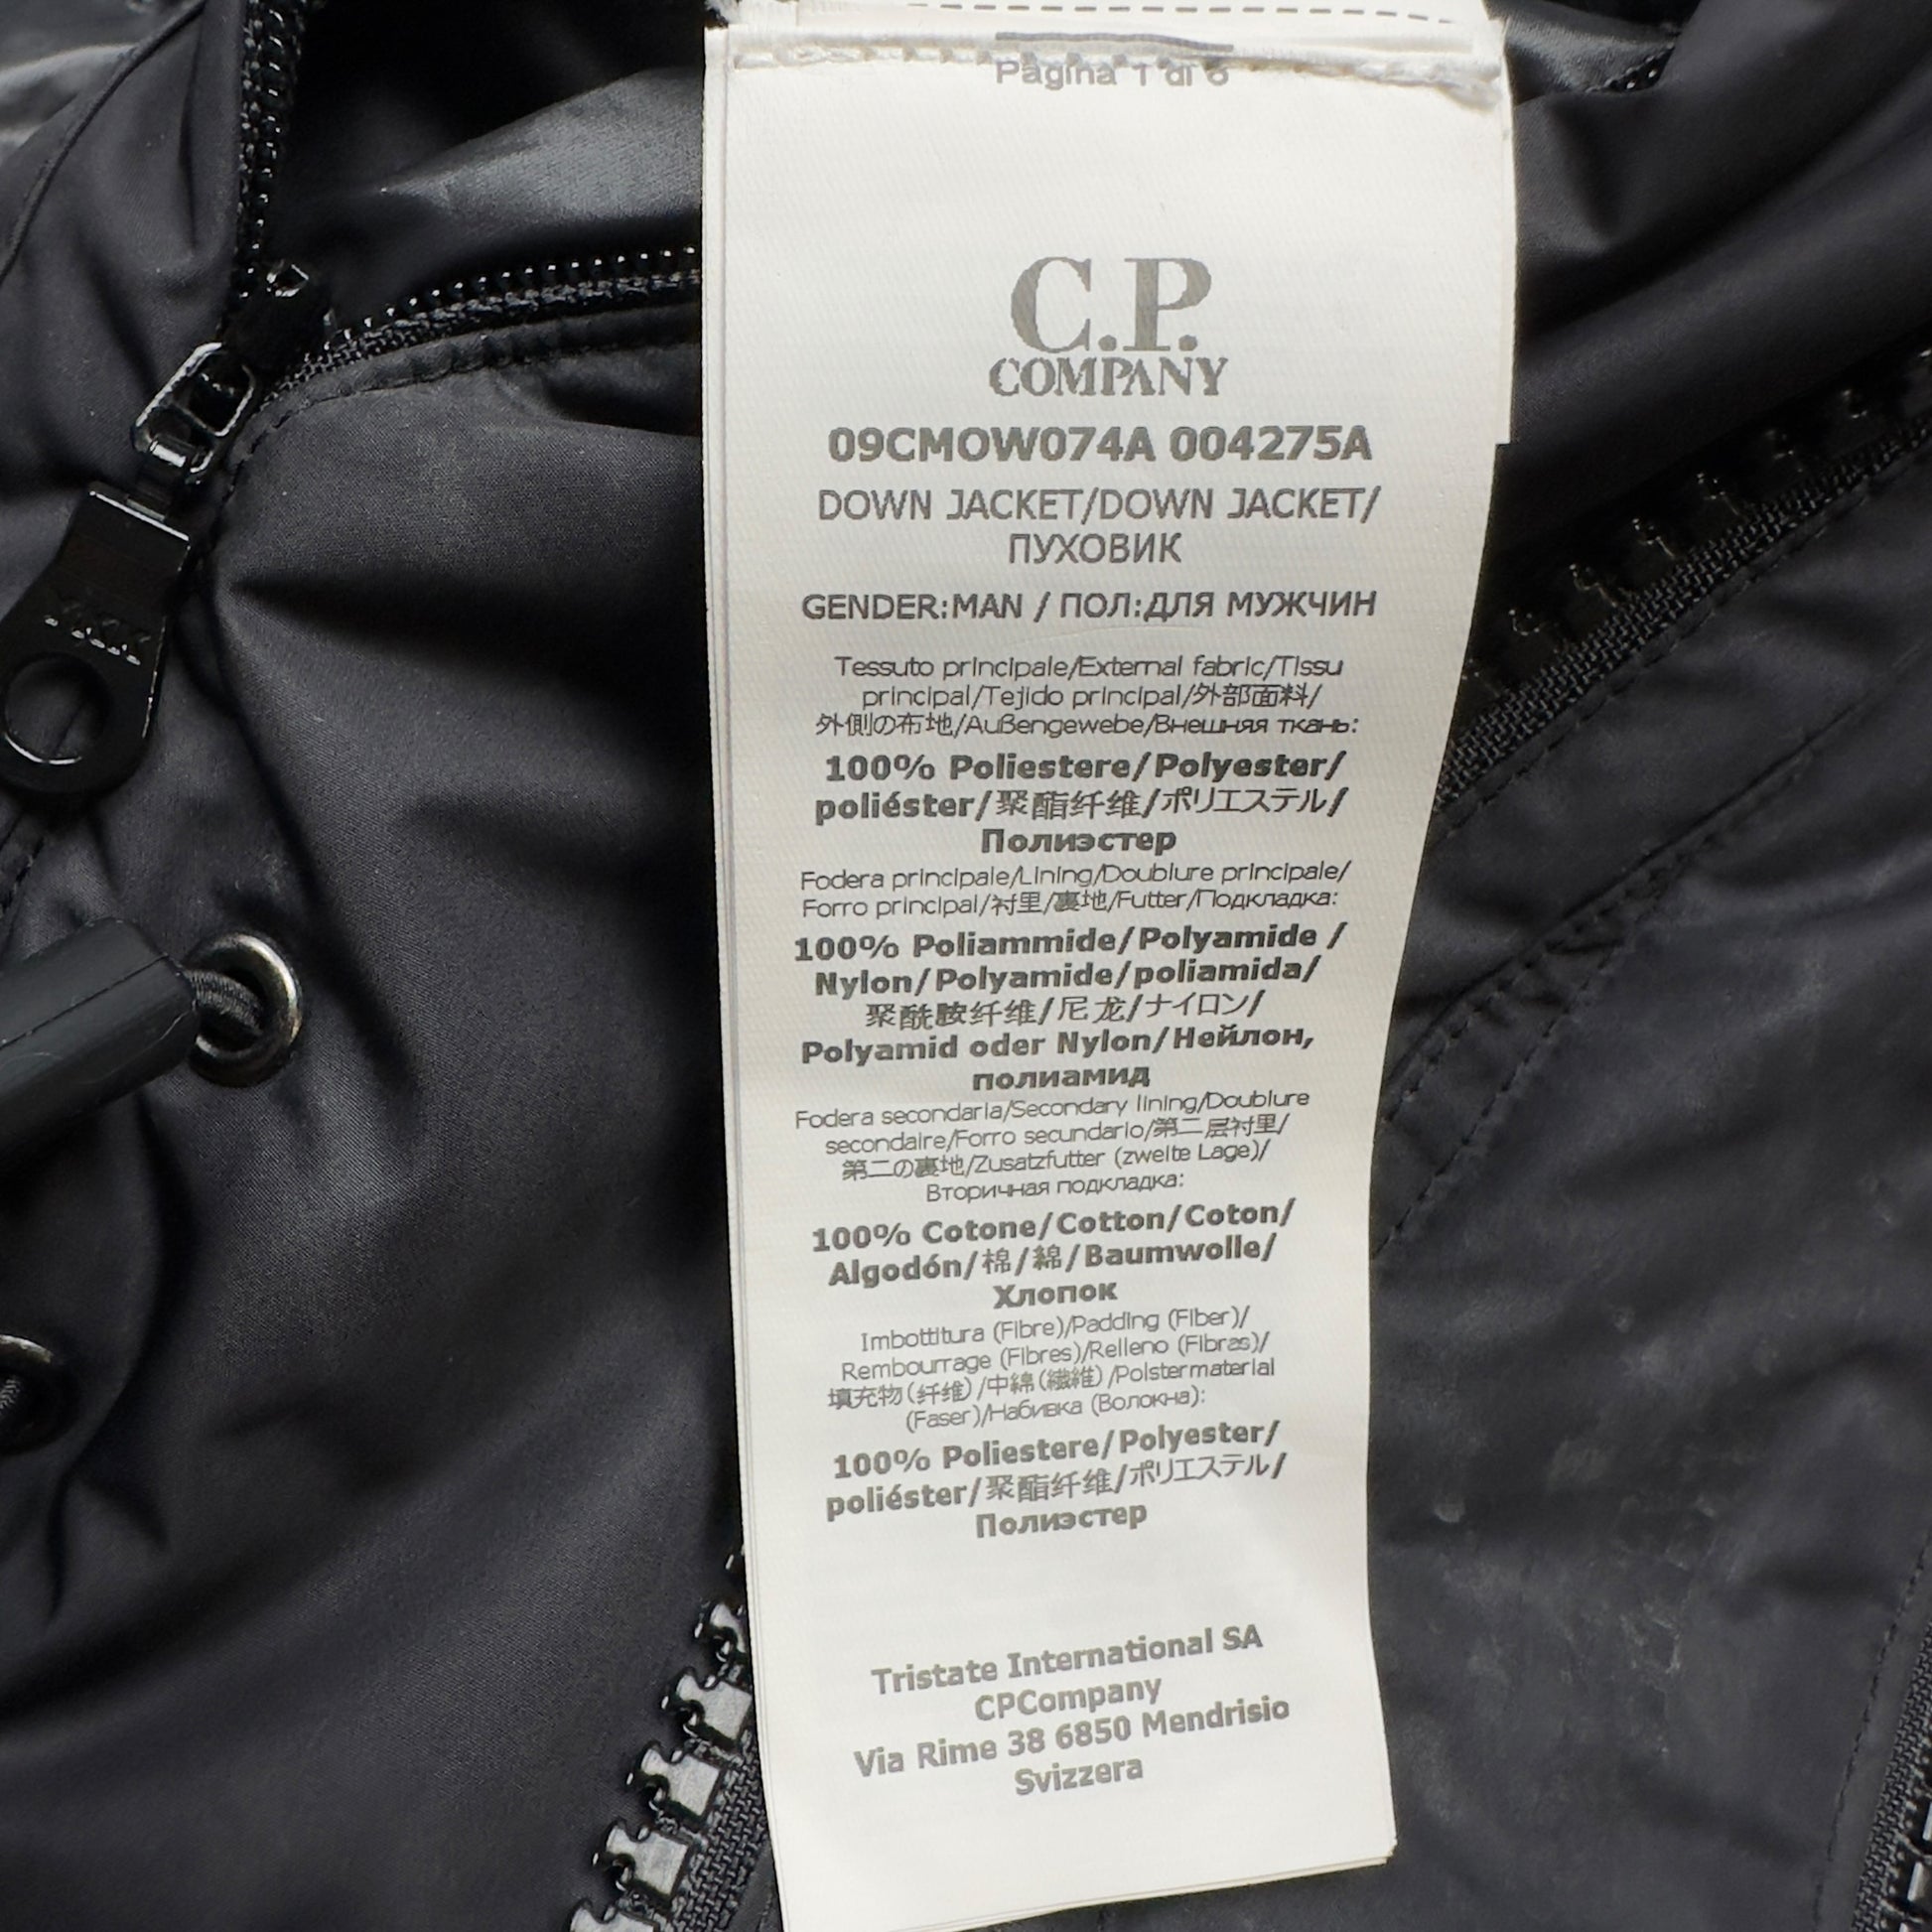 Pagina 1 di 6
C.P.
COMPANY
09CMOW074A 004275A
DOWN JACKET/DOWN JACKET/
ПУХОВИК
GENDER:MAN / ПОЛ:ДЛЯ МУЖЧИН
Tessuto principale/External fabric/Tissu
principal/Tejido principal/外部面料/
外側の布地/Außengewebe/Внешняя ткань:
100% Poliestere/Polyester/
poliéster/聚酯纤维/ポリエステル/
Полиэстер
Fodera principale/Lining/Doublure principale/
Forro principal/衬里/裏地/Futter/Подкладка:
100% Poliammide/Polyamide /
Nylon/Polyamide/poliamida/
聚酰胺纤维/尼龙/ナイロン/
Polyamid oder Nylon/Нейлон,
полиамид
Fodera secondaria/Secondary lining/Doublure
secondaire/Forro secundario/第二层衬里/
第二の裏地/Zusatzfutter (zweite Lage)/
Вторичная подкладка:
100% Cotone/Cotton/Coton/
Algodón/棉/綿/Baumwolle/
Хлопок
Imbottitura (Fibre)/Padding (Fiber)/
Rembourrage (Fibres)/Relleno (Fibras)/
填充物(纤维)/中綿(繊維)/Polstermaterial
(Faser)/Набивка (Волокна):
100% Poliestere/Polyester/
poliéster/聚酯纤维/ポリエステル/
Полиэстер
Tristate International SA
CPCompany
Via Rime 38 6850 Mendrisio
Svizzera
YKK